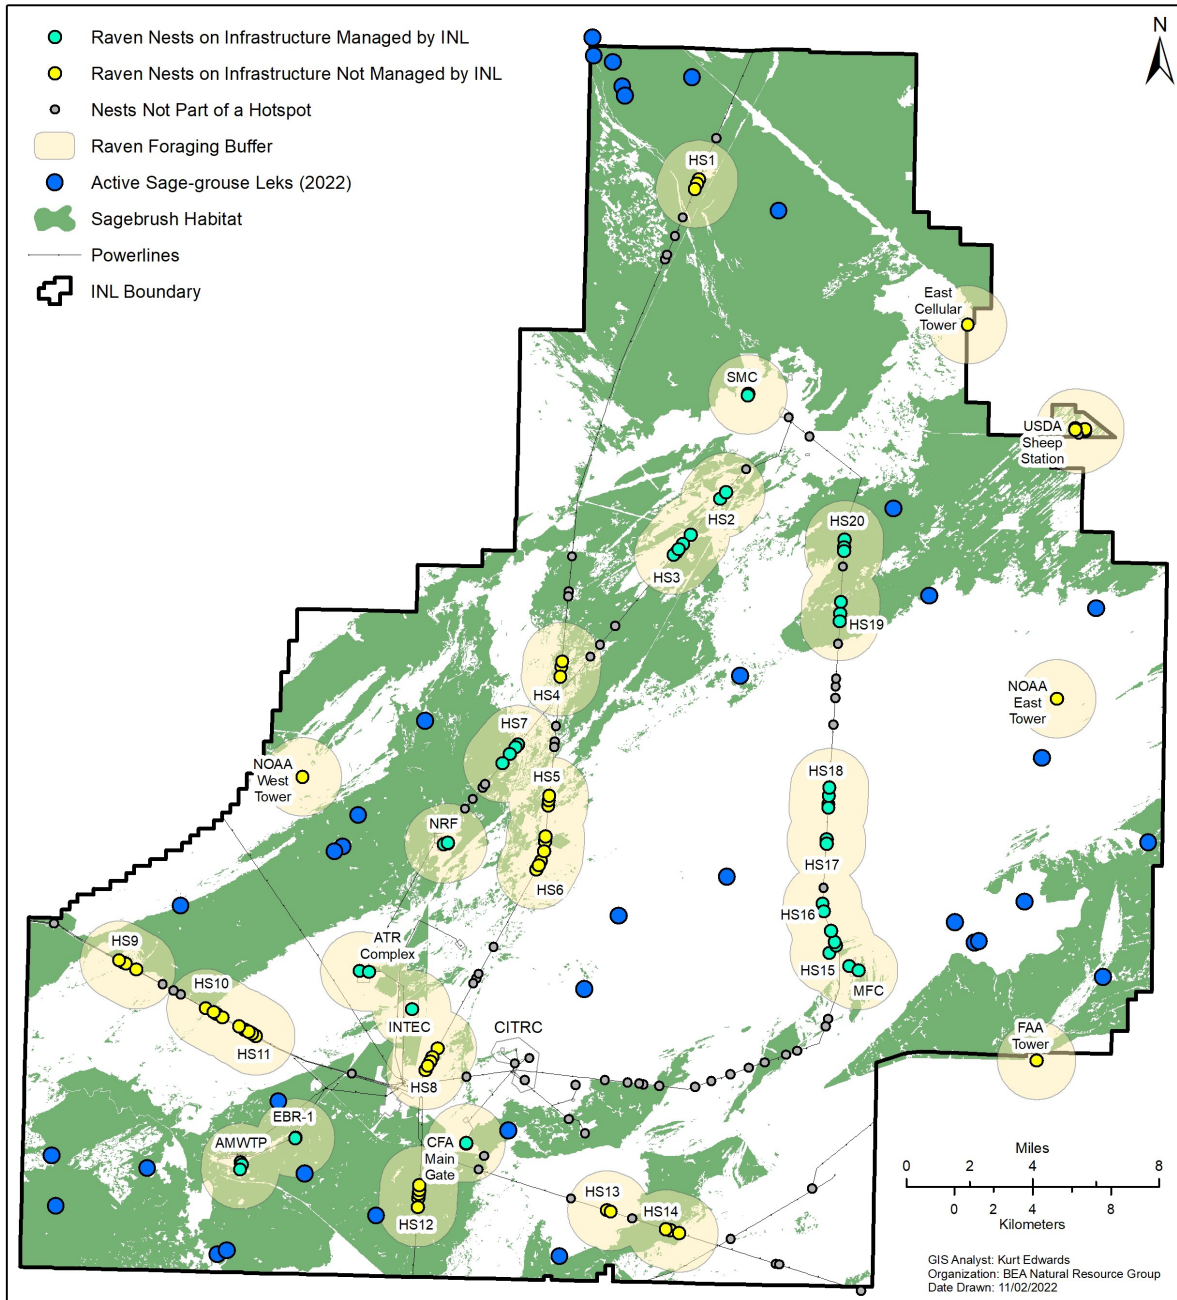 Raven Nests on Infrastructure Managed by INL
Raven Nests on Infrastructure Not Managed by INL
Nests Not Part of a Hotspot
Raven Foraging Buffer
Active Sage-grouse Leks (2022)
Sagebrush Habitat
Powerlines
INL Boundary
N
HS1
East
Cellular
Tower
SMC
USDA
Sheep
Station
HS2
HS20
HS3
HS19
HS4
NOAA
East
Tower
HS7
NOAA
West
Tower
HS5
HS18
NRF
HS17
HS6
HS16
HS9
ATR
Complex
HS15
MFC
HS10
INTEC
HS11
CITRC
FAA
Tower
HS8
EBR-1
AMWTP
CFA
Main
Gate
HS12
HS13
HS14
Miles
0 2 4 8
0 2 4 8
Kilometers
GIS Analyst: Kurt Edwards
Organization: BEA Natural Resource Group
Date Drawn: 11/02/2022